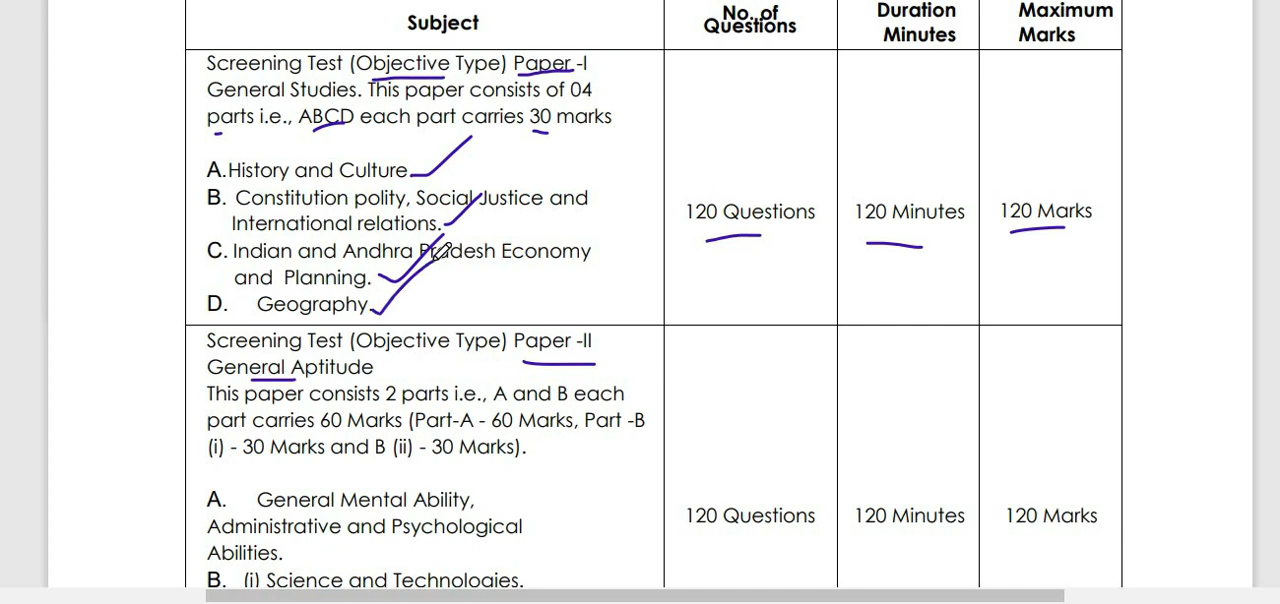 Subject
No. of Questions
Duration Minutes
Maximum Marks
Screening Test (Objective Type) Paper -I
General Studies. This paper consists of 04
parts i.e., ABCD each part carries 30 marks
A.History and Culture
B. Constitution polity, Social Justice and
International relations.
C. Indian and Andhra Pradesh Economy
and Planning.
D. Geography
120 Questions
120 Minutes
120 Marks
Screening Test (Objective Type) Paper -II
General Aptitude
This paper consists 2 parts i.e., A and B each
part carries 60 Marks (Part-A - 60 Marks, Part -B
(i) - 30 Marks and B (ii) - 30 Marks).
A. General Mental Ability,
Administrative and Psychological
Abilities.
B. (i) Science and Technologies.
120 Questions
120 Minutes
120 Marks